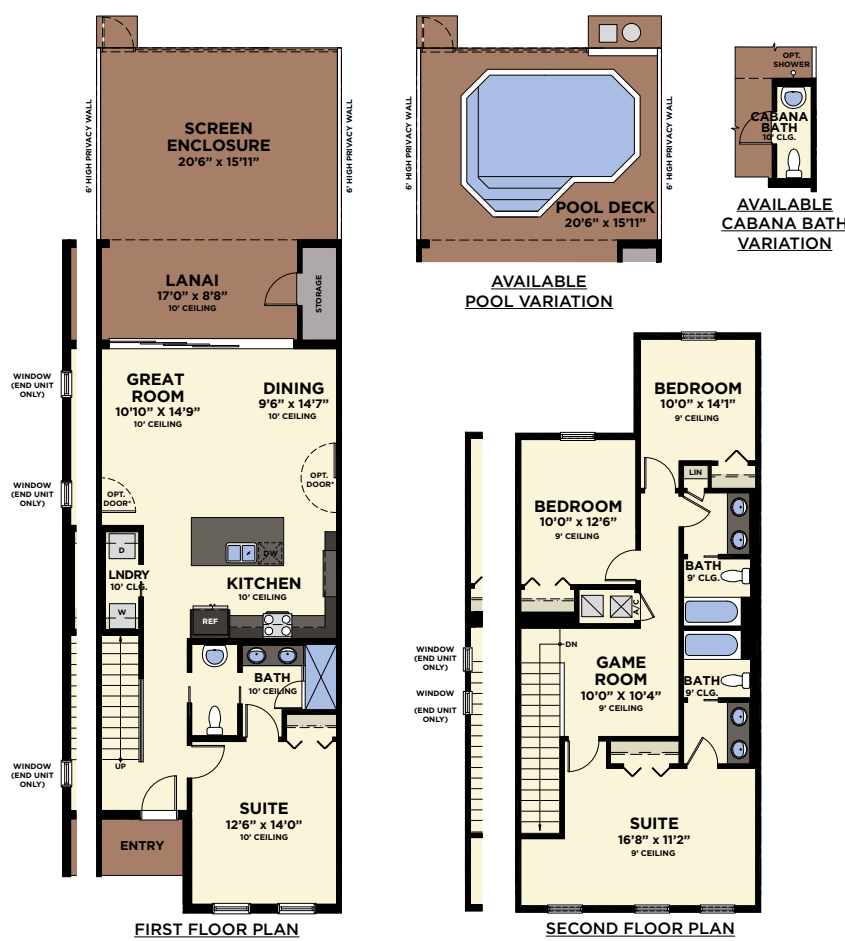 6' HIGH PRIVACY WALL
SCREEN
ENCLOSURE
20'6" x 15'11"
6' HIGH PRIVACY WALL
LANAI
17'0" x 8'8"
10' CEILING
STORAGE
WINDOW
(END UNIT
ONLY)
GREAT
ROOM
10'10" X 14'9"
10' CEILING
DINING
9'6" x 14'7"
10' CEILING
WINDOW
(END UNIT
ONLY)
OPT.
DOOR*
OPT.
DOOR*
D
LNDRY
10' CLG.
W
DW
KITCHEN
10' CEILING
REF
BATH
10' CEILING
UP
WINDOW
(END UNIT
ONLY)
SUITE
12'6" x 14'0"
10' CEILING
ENTRY
FIRST FLOOR PLAN
6' HIGH PRIVACY WALL
POOL DECK
20'6" x 15'11"
6' HIGH PRIVACY WALL
AVAILABLE
POOL VARIATION
OPT.
SHOWER
CABANA
BATH
10' CLG.
AVAILABLE
CABANA BATH
VARIATION
BEDROOM
10'0" x 14'1"
9' CEILING
LIN
BEDROOM
10'0" x 12'6"
9' CEILING
BATH
9' CLG.
A/C
DN
WINDOW
(END UNIT
ONLY)
WINDOW
(END UNIT
ONLY)
GAME
ROOM
10'0" X 10'4"
9' CEILING
BATH
9' CLG.
SUITE
16'8" x 11'2"
9' CEILING
SECOND FLOOR PLAN